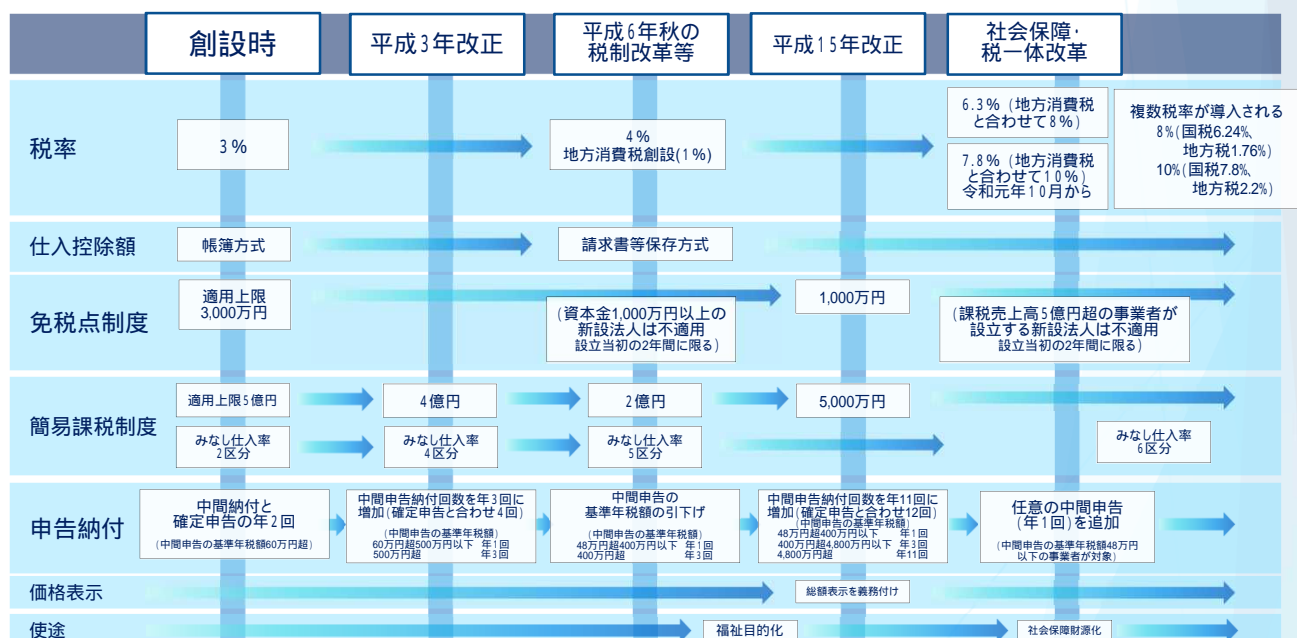 創設時
平成3年改正
平成6年秋の
税制改革等
平成15年改正
社会保障・
税一体改革
税率
3%
4%
地方消費税創設(1%)
6.3%(地方消費税
と合わせて8%)
7.8%(地方消費税
と合わせて10%)
令和元年10月から
複数税率が導入される
8%(国税6.24%、
地方税1.76%)
10%(国税7.8%、
地方税2.2%)
仕入控除額
帳簿方式
請求書等保存方式
免税点制度
適用上限
3,000万円
(資本金1,000万円以上の
新設法人は不適用
設立当初の2年間に限る)
1,000万円
(課税売上高5億円超の事業者が
設立する新設法人は不適用
設立当初の2年間に限る)
簡易課税制度
適用上限5億円
4億円
2億円
5,000万円
みなし仕入率
2区分
みなし仕入率
4区分
みなし仕入率
5区分
みなし仕入率
6区分
申告納付
中間納付と
確定申告の年2回
(中間申告の基準年税額60万円超)
中間申告納付回数を年3回に
増加(確定申告と合わせ4回)
(中間申告の基準年税額)
60万円超500万円以下 年1回
500万円超 年3回
中間申告の
基準年税額の引下げ
(中間申告の基準年税額)
48万円超400万円以下 年1回
400万円超 年3回
中間申告納付回数を年11回に
増加(確定申告と合わせ12回)
(中間申告の基準年税額)
48万円超400万円以下 年1回
400万円超4,800万円以下 年3回
4,800万円超 年11回
任意の中間申告
(年1回)を追加
(中間申告の基準年税額48万円
以下の事業者が対象)
価格表示
総額表示を義務付け
使途
福祉目的化
社会保障財源化